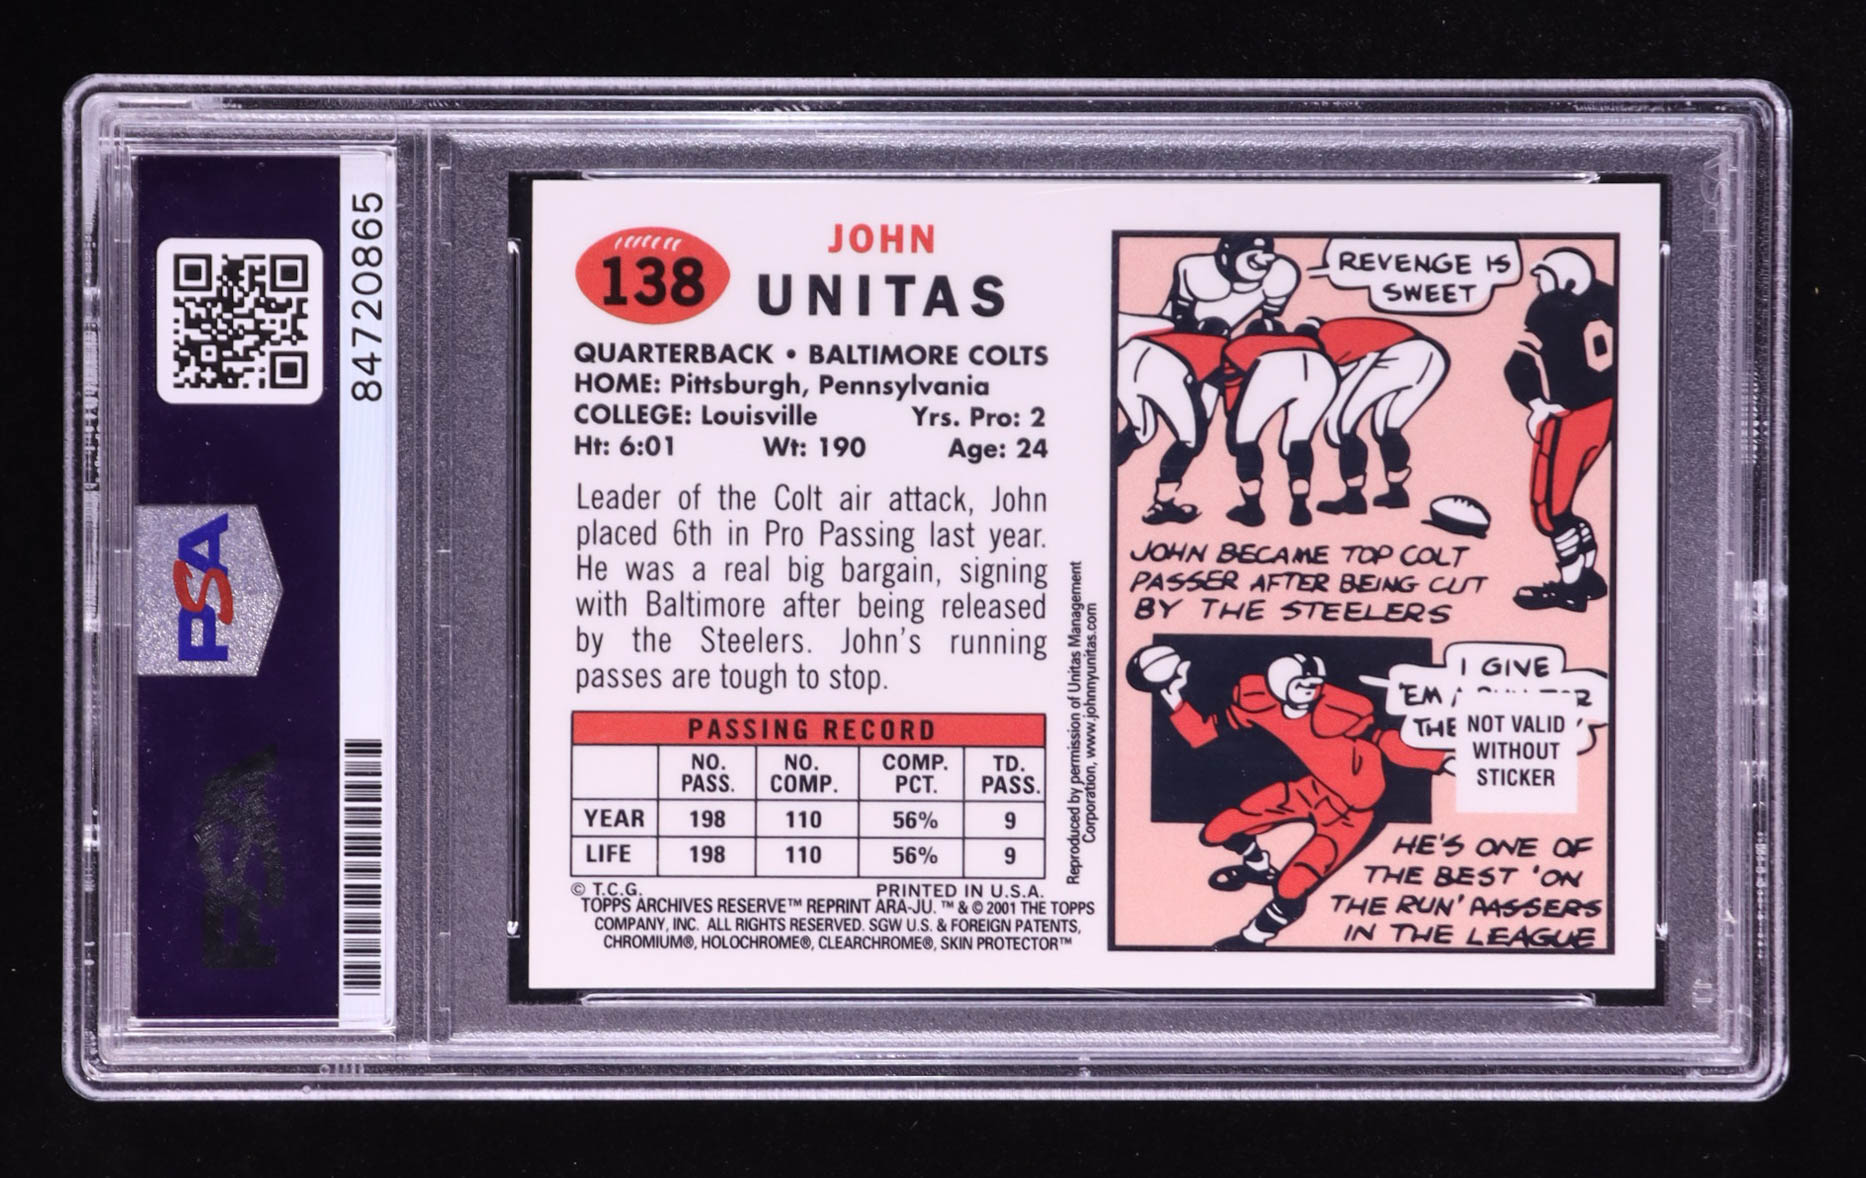 84720865
PSA
PSA
138
JOHN
UNITAS
QUARTERBACK • BALTIMORE COLTS
HOME: Pittsburgh, Pennsylvania
COLLEGE: Louisville Yrs. Pro: 2
Ht: 6:01 Wt: 190 Age: 24
Leader of the Colt air attack, John
placed 6th in Pro Passing last year.
He was a real big bargain, signing
with Baltimore after being released
by the Steelers. John's running
passes are tough to stop.
PASSING RECORD
NO. PASS. NO. COMP. COMP. PCT. TD. PASS.
YEAR 198 110 56% 9
LIFE 198 110 56% 9
© T.C.G. PRINTED IN U.S.A.
TOPPS ARCHIVES RESERVE™ REPRINT ARA-JU. ™ & © 2001 THE TOPPS
COMPANY, INC. ALL RIGHTS RESERVED. SGW U.S. & FOREIGN PATENTS,
CHROMIUM®, HOLOCHROME®, CLEARCHROME®, SKIN PROTECTOR™
Reproduced by permission of Unitas Management
Corporation, www.johnnyunitas.com
REVENGE IS
SWEET
0
JOHN BECAME TOP COLT
PASSER AFTER BEING CUT
BY THE STEELERS
I GIVE
'EM
THE
NOT VALID
WITHOUT
STICKER
HE'S ONE OF
THE BEST 'ON
THE RUN' PASSERS
IN THE LEAGUE